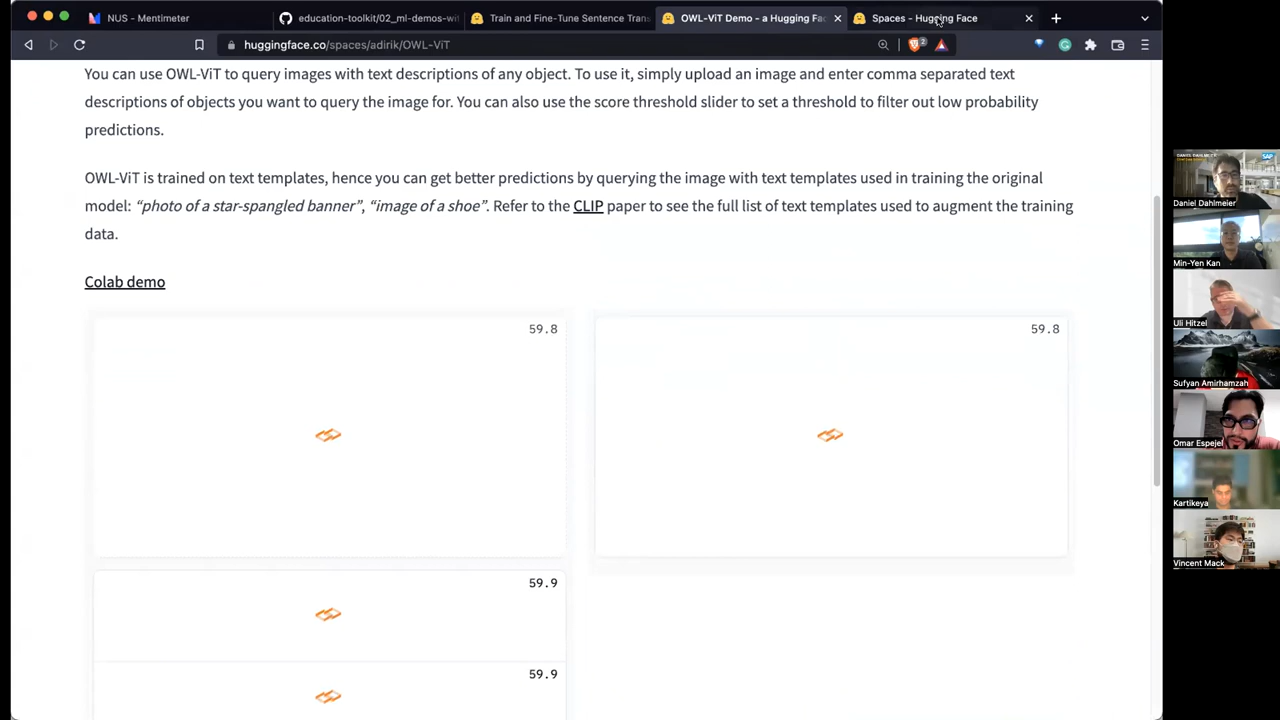 NUS - Mentimeter
education-toolkit/02_ml-demos-wit
Train and Fine-Tune Sentence Trans
OWL-ViT Demo - a Hugging Fac
Spaces - Hugging Face
huggingface.co/spaces/adirik/OWL-ViT
2
You can use OWL-ViT to query images with text descriptions of any object. To use it, simply upload an image and enter comma separated text
descriptions of objects you want to query the image for. You can also use the score threshold slider to set a threshold to filter out low probability
predictions.
OWL-ViT is trained on text templates, hence you can get better predictions by querying the image with text templates used in training the original
model: “photo of a star-spangled banner”, “image of a shoe”. Refer to the CLIP paper to see the full list of text templates used to augment the training
data.
Colab demo
59.8
59.8
59.9
59.9
SAP
Daniel Dahlmeier
Min-Yen Kan
Uli Hitzel
Sufyan Amirhamzah
Omar Espejel
Kartikeya
Vincent Mack